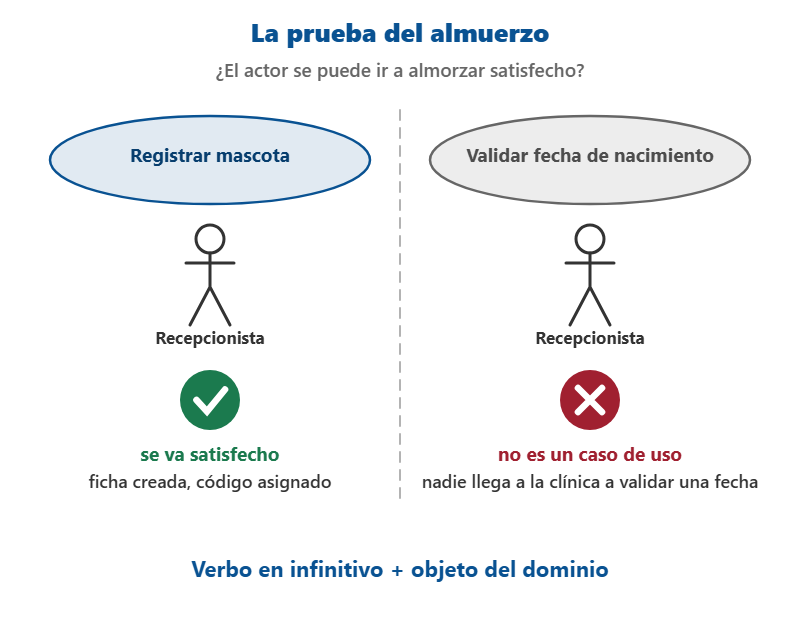 La prueba del almuerzo
¿El actor se puede ir a almorzar satisfecho?
Registrar mascota
Recepcionista
se va satisfecho
ficha creada, código asignado
Validar fecha de nacimiento
Recepcionista
no es un caso de uso
nadie llega a la clínica a validar una fecha
Verbo en infinitivo + objeto del dominio